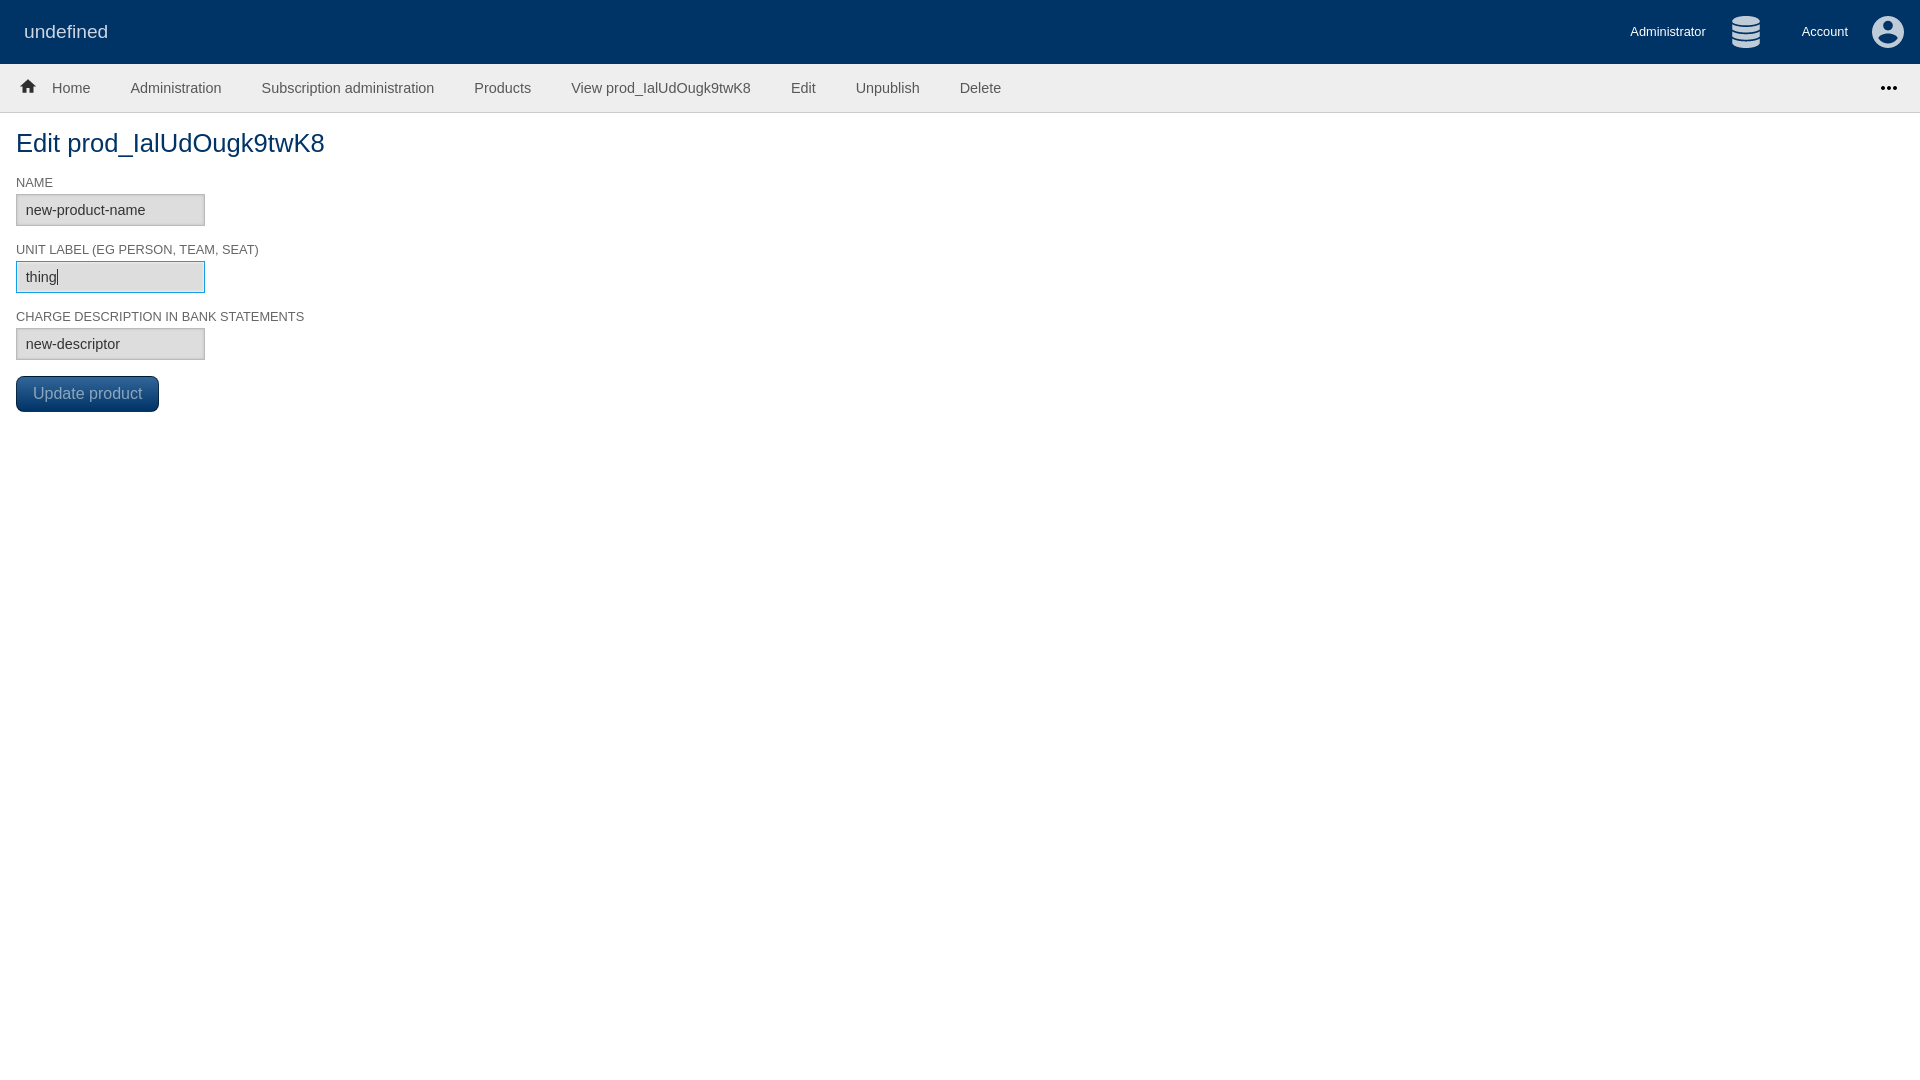 undefined
Administrator
Account
Home
Administration
Subscription administration
Products
View prod_IalUdOugk9twK8
Edit
Unpublish
Delete
Edit prod_IalUdOugk9twK8
NAME
new-product-name
UNIT LABEL (EG PERSON, TEAM, SEAT)
thing
CHARGE DESCRIPTION IN BANK STATEMENTS
new-descriptor
Update product